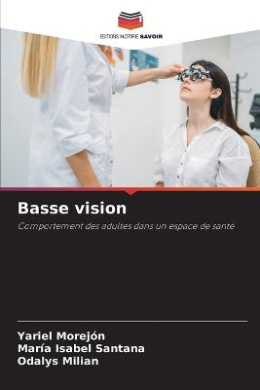 EDITIONS NOTRE SAVOIR
Basse vision
Comportement des adultes dans un espace de santé
Yariel Morejón
María Isabel Santana
Odalys Milian